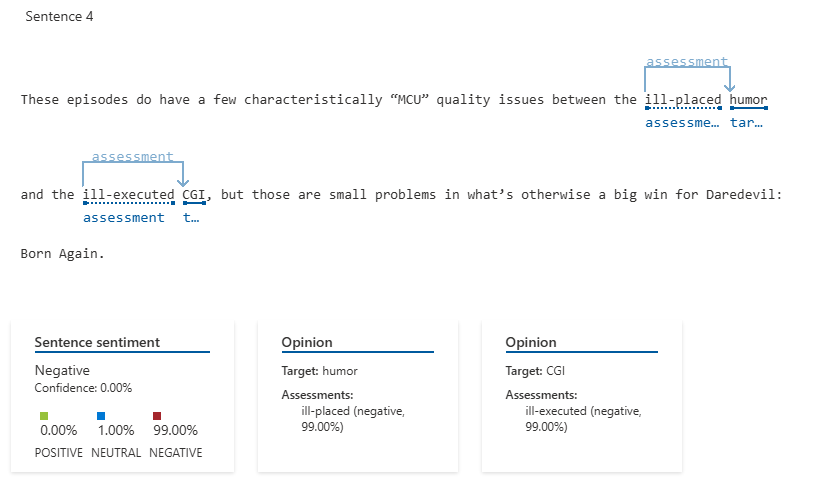 Sentence 4
assessment
These episodes do have a few characteristically “MCU” quality issues between the ill-placed humor
assessme… tar…
assessment
and the ill-executed CGI, but those are small problems in what’s otherwise a big win for Daredevil:
assessment t…
Born Again.
Sentence sentiment
Negative
Confidence: 0.00%
0.00% 1.00% 99.00%
POSITIVE NEUTRAL NEGATIVE
Opinion
Target: humor
Assessments:
ill-placed (negative,
99.00%)
Opinion
Target: CGI
Assessments:
ill-executed (negative,
99.00%)